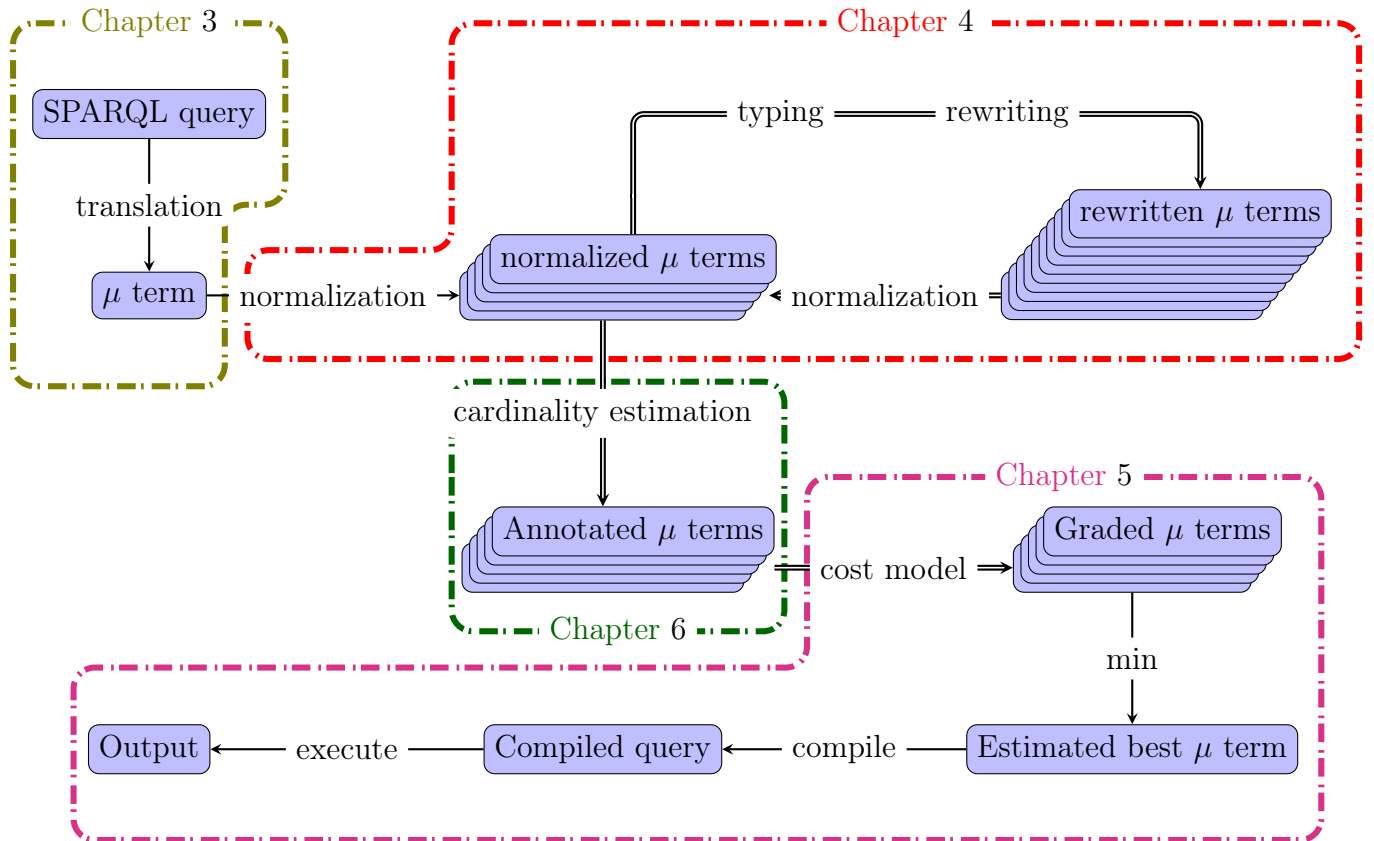 Chapter 3
Chapter 4
SPARQL query
typing
rewriting
translation
rewritten μ terms
normalized μ terms
μ term
normalization
normalization
cardinality estimation
Chapter 5
Annotated μ terms
Graded μ terms
cost model
Chapter 6
min
Output
execute
Compiled query
compile
Estimated best μ term